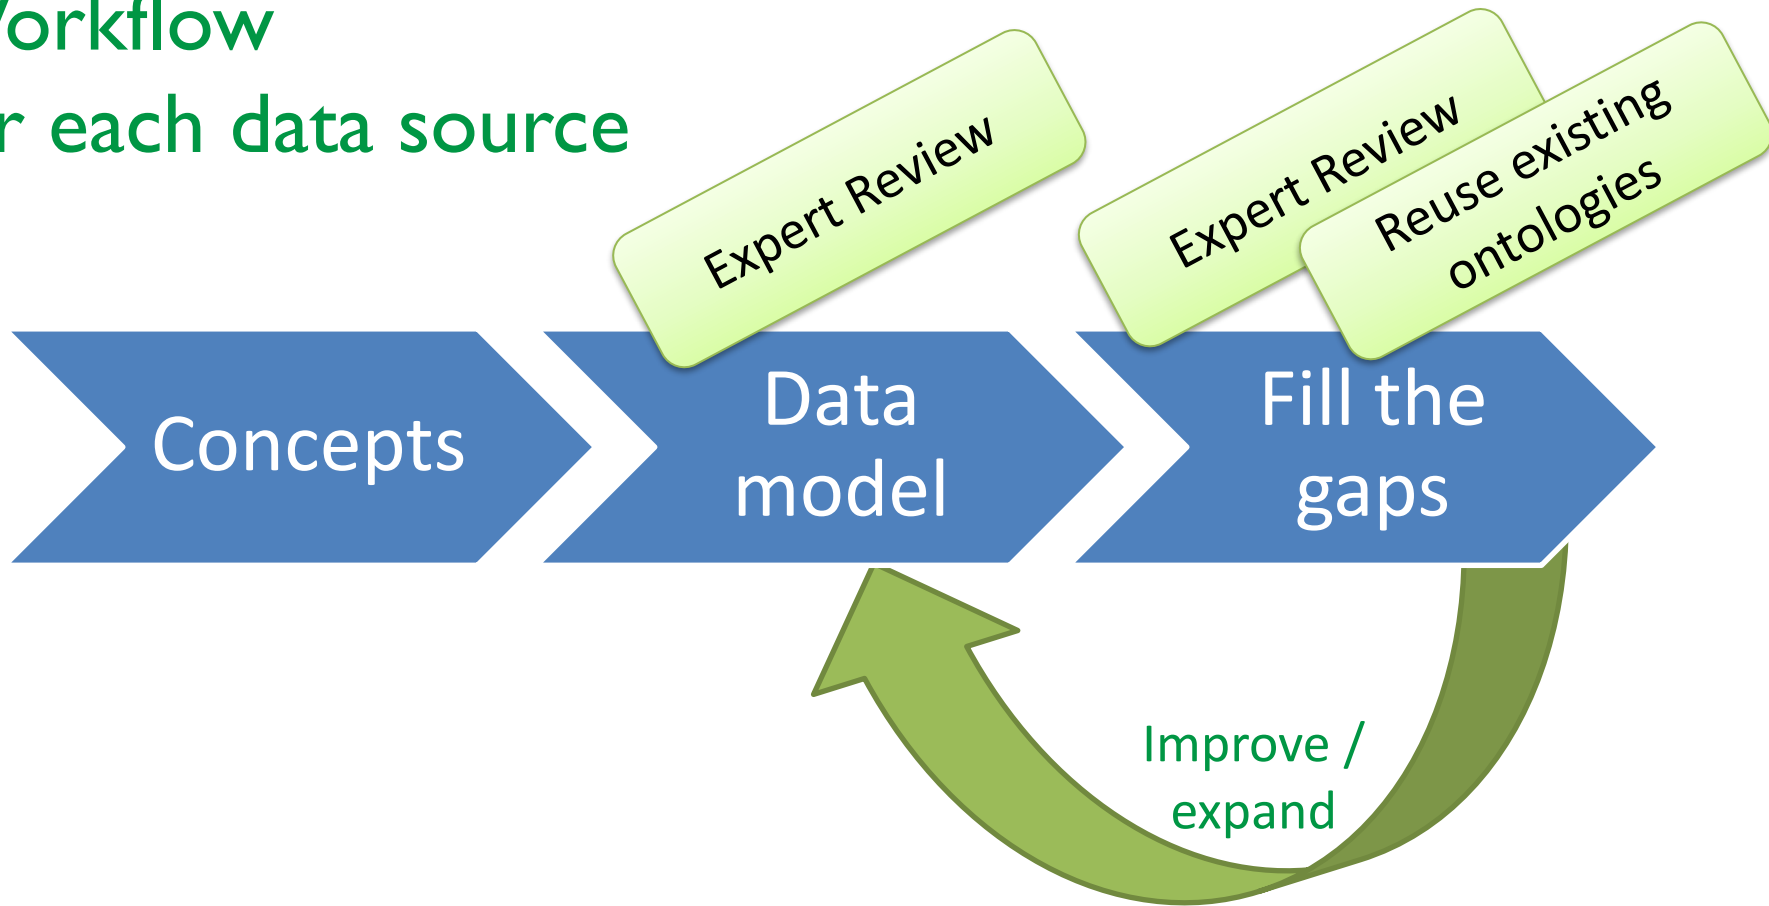 orkflow
r each data source
Expert Review
Expert Review
Reuse existing
ontologies
Concepts
Data
model
Fill the
gaps
Improve /
expand